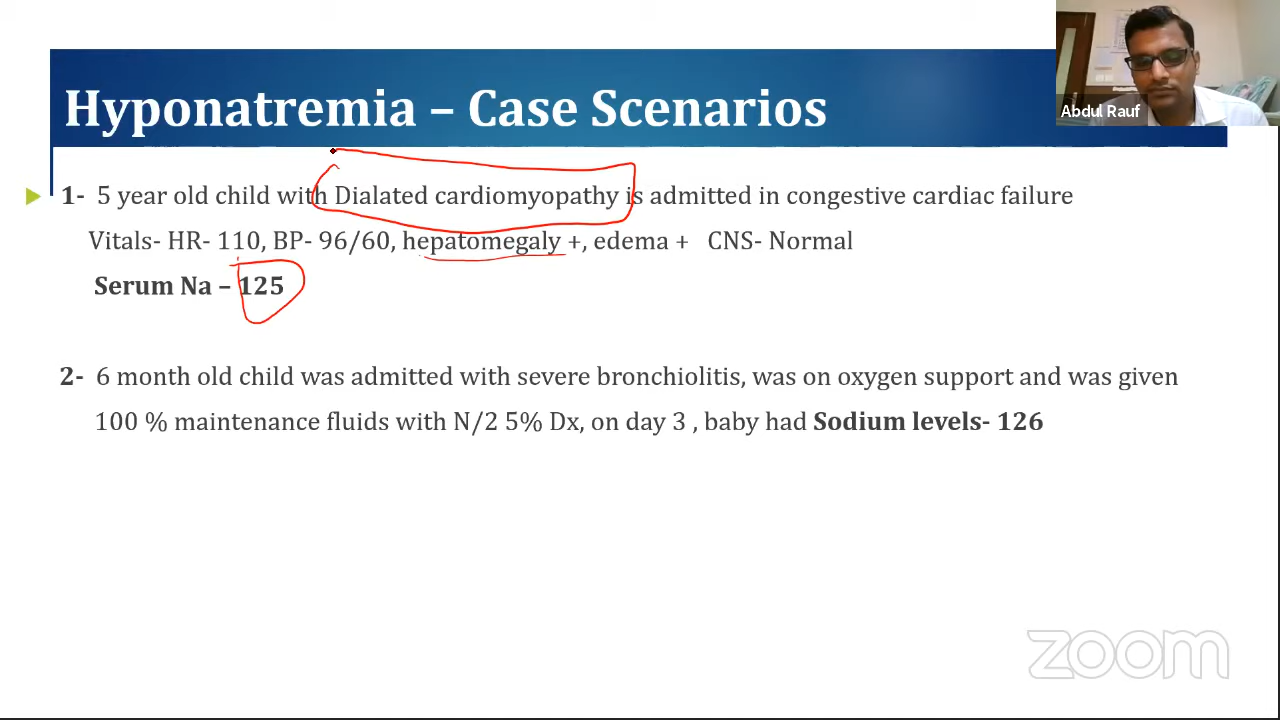 Hyponatremia – Case Scenarios
Abdul Rauf
1- 5 year old child with Dialated cardiomyopathy is admitted in congestive cardiac failure
Vitals- HR- 110, BP- 96/60, hepatomegaly +, edema + CNS- Normal
Serum Na – 125
2- 6 month old child was admitted with severe bronchiolitis, was on oxygen support and was given
100 % maintenance fluids with N/2 5% Dx, on day 3 , baby had Sodium levels- 126
zoom